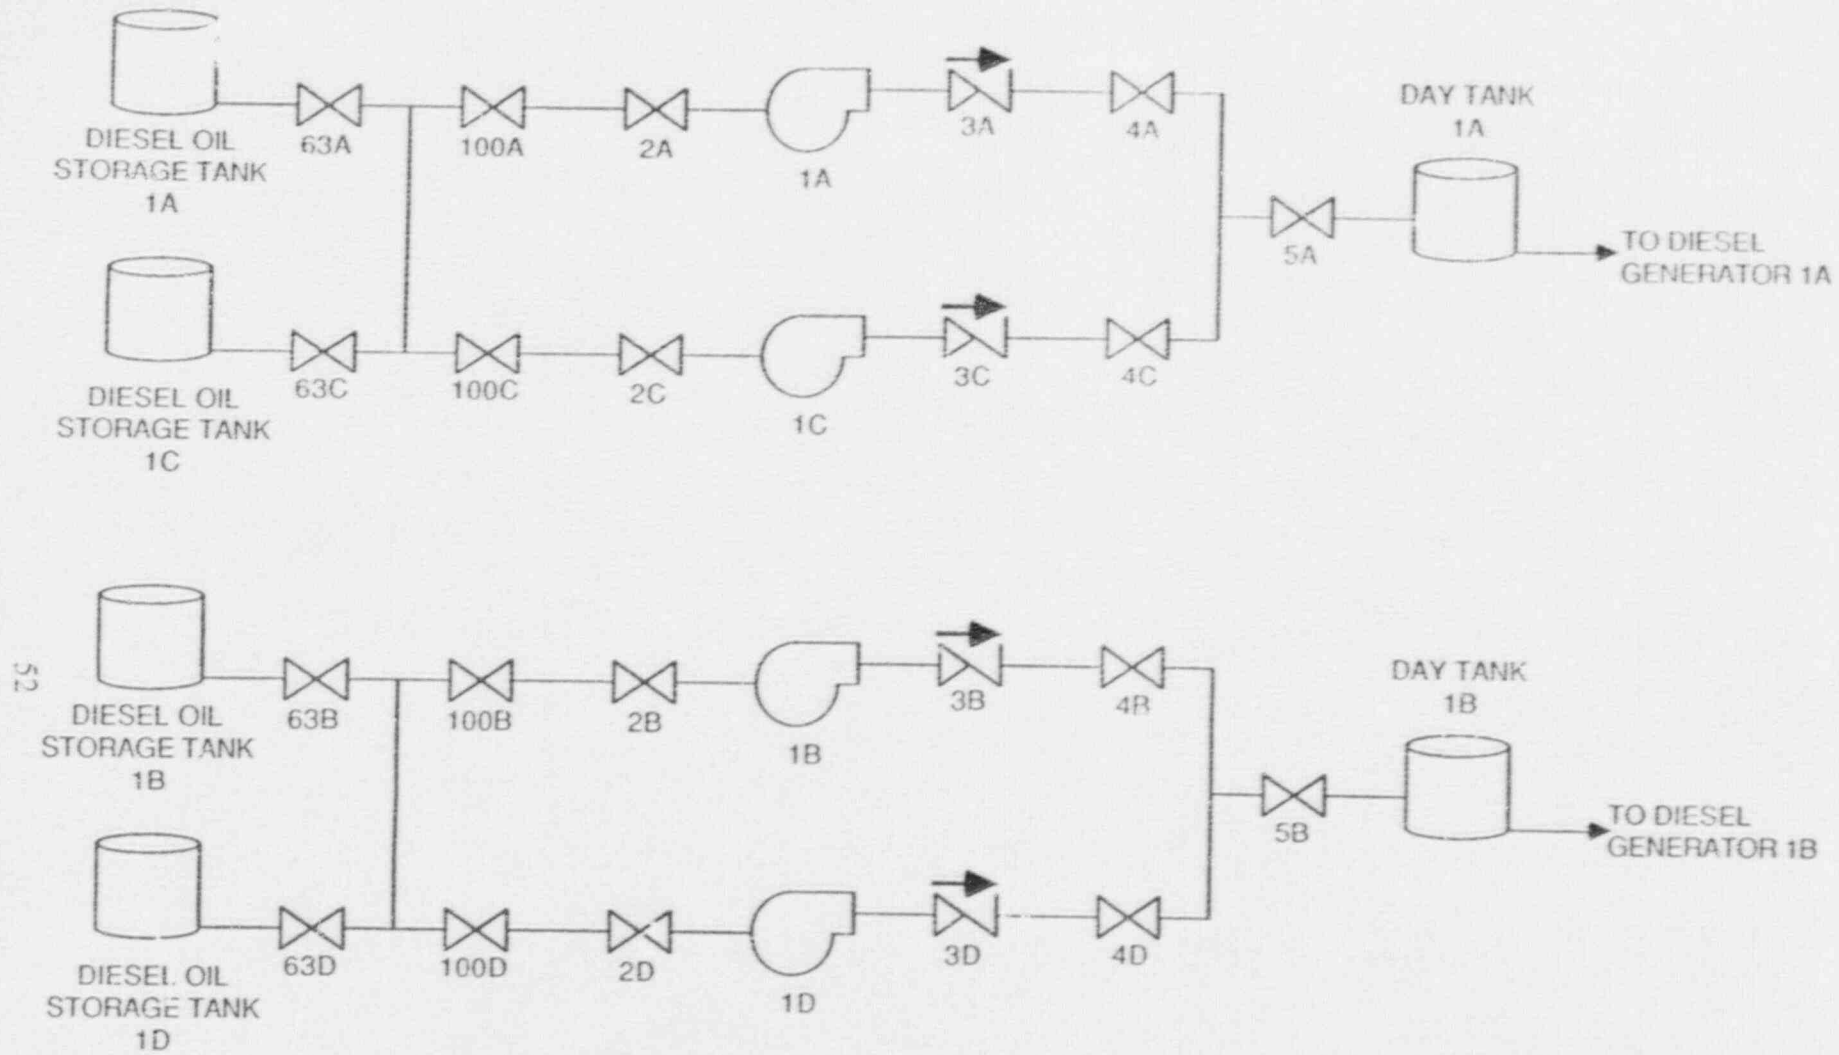 63A
100A
2A
1A
3A
4A
DAY TANK
1A
DIESEL OIL
STORAGE TANK
1A
5A
TO DIESEL
GENERATOR 1A
63C
100C
2C
1C
3C
4C
DIESEL OIL
STORAGE TANK
1C
52
63B
100B
2B
1B
3B
4B
DAY TANK
1B
DIESEL OIL
STORAGE TANK
1B
5B
TO DIESEL
GENERATOR 1B
63D
100D
2D
1D
3D
4D
DIESEL OIL
STORAGE TANK
1D